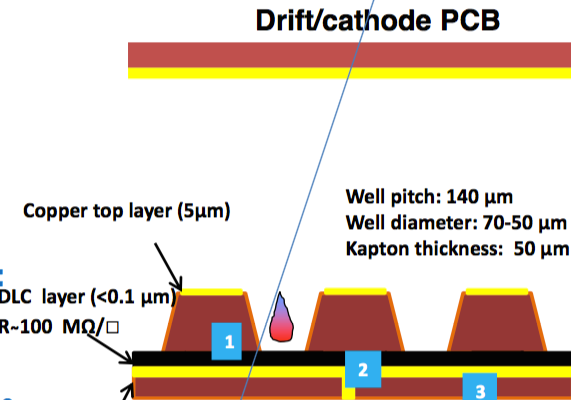 Drift/cathode PCB
Well pitch: 140 μm
Well diameter: 70-50 μm
Kapton thickness: 50 μm
Copper top layer (5μm)
:
DLC layer (<0.1 μm)
R~100 MΩ/□
1
2
3